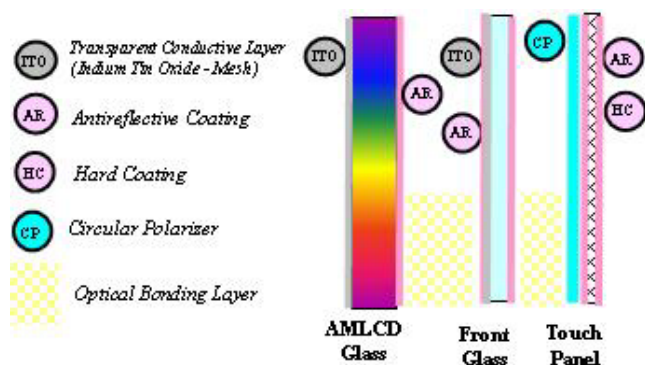 ITO
Transparent Conductive Layer
(Indium Tin Oxide - Mesh)
AR
Antireflective Coating
HC
Hard Coating
CP
Circular Polarizer
Optical Bonding Layer
ITO
AR
ITO
AR
CP
AR
HC
AMLCD
Glass
Front
Glass
Touch
Panel